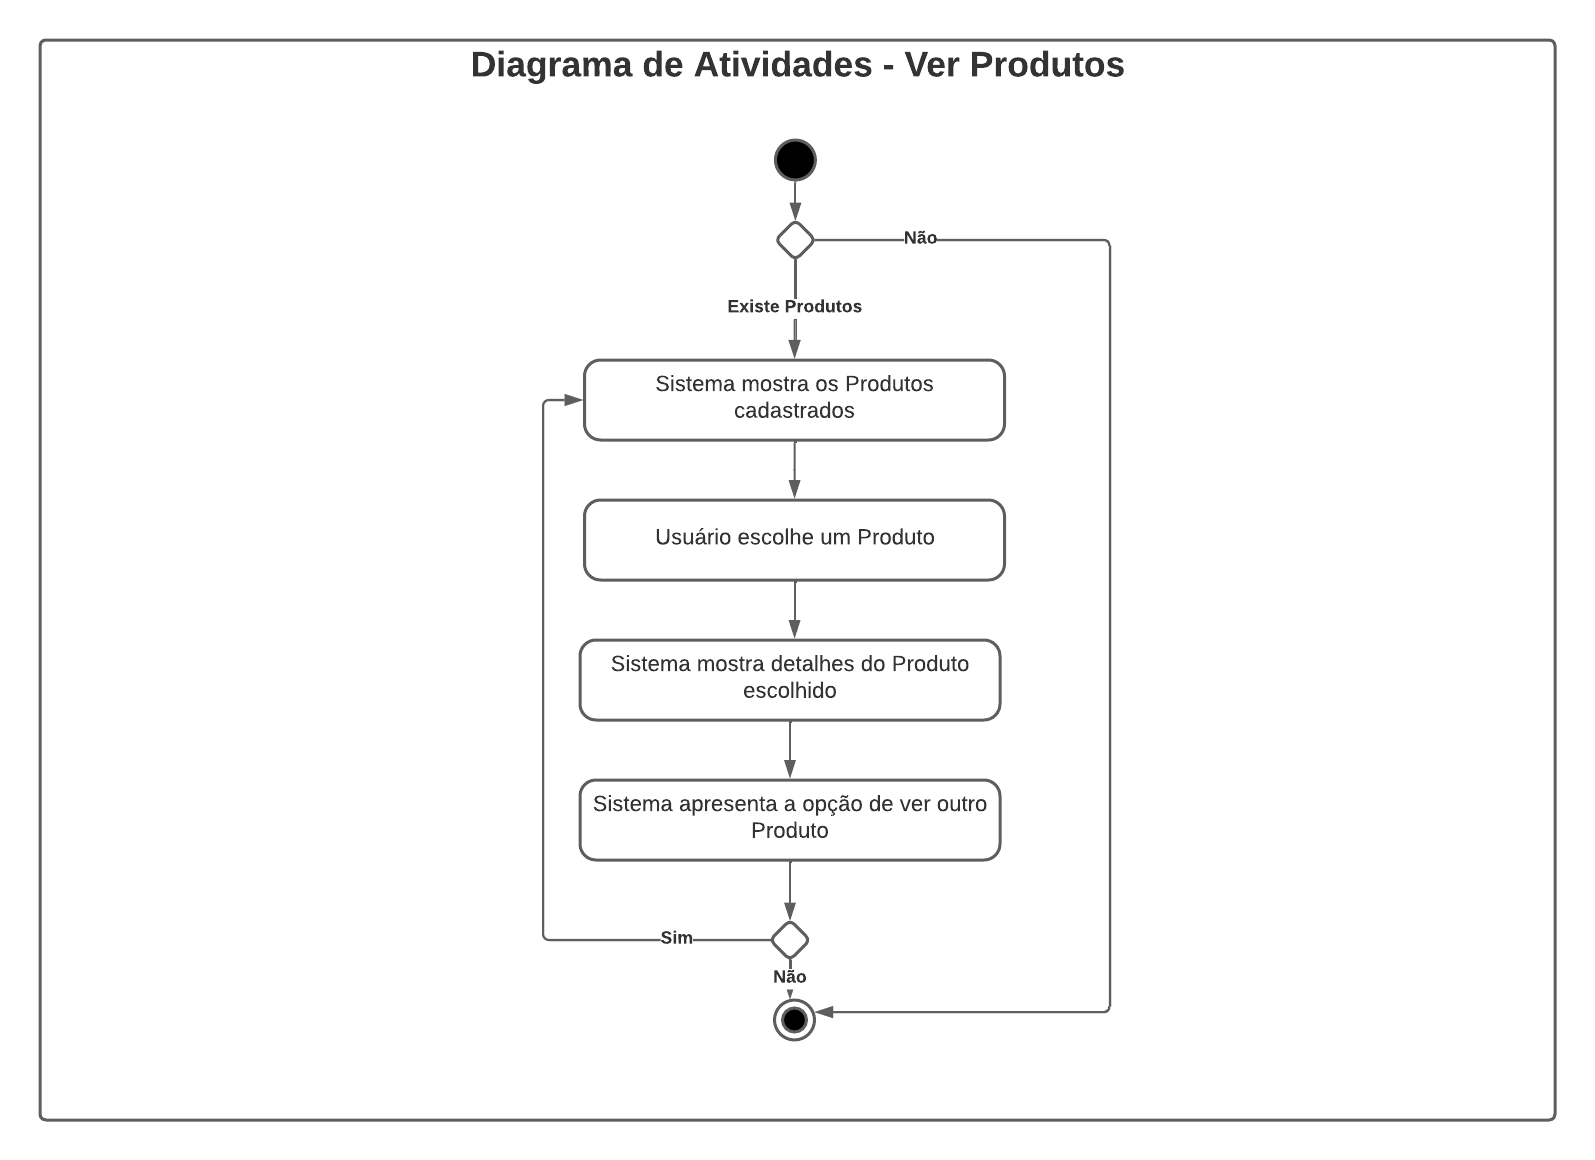 Diagrama de Atividades - Ver Produtos
Não
Existe Produtos
Sistema mostra os Produtos
cadastrados
Usuário escolhe um Produto
Sistema mostra detalhes do Produto
escolhido
Sistema apresenta a opção de ver outro
Produto
Sim
Não